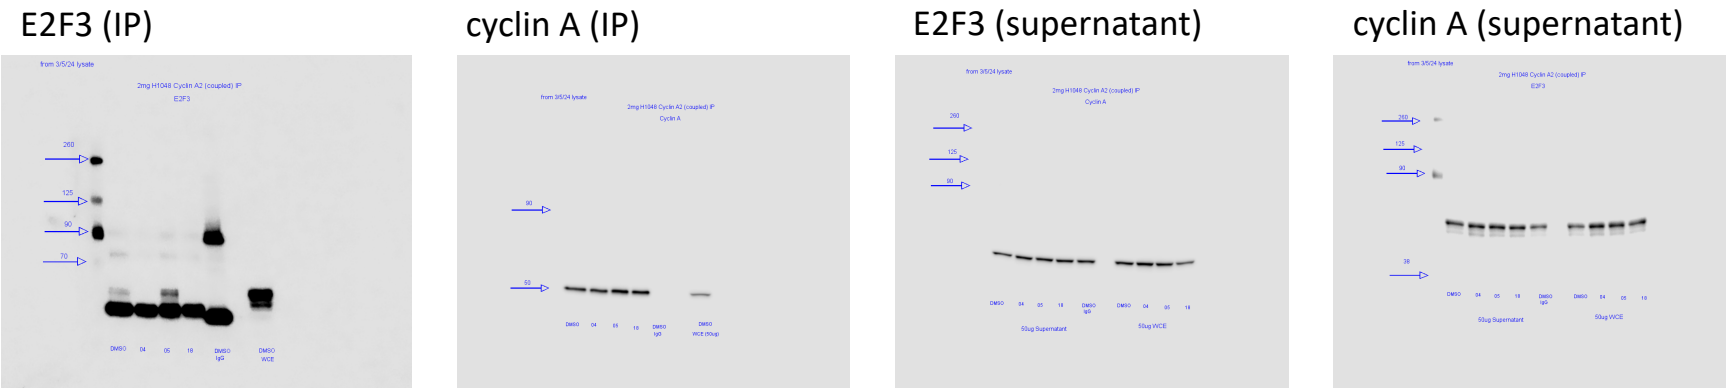 E2F3 (IP)
from 3/5/24 lysate
2mg H1048 Cyclin A2 (coupled) IP
E2F3
260
125
90
70
DMSO 04 05 18 DMSO IgG DMSO WCE
cyclin A (IP)
from 3/5/24 lysate
2mg H1048 Cyclin A2 (coupled) IP
Cyclin A
90
50
DMSO 04 05 18 DMSO IgG DMSO WCE (50ug)
E2F3 (supernatant)
from 3/5/24 lysate
2mg H1048 Cyclin A2 (coupled) IP
Cyclin A
260
125
90
DMSO 04 05 18 DMSO IgG DMSO 04 05 18
50ug Supernatant 50ug WCE
cyclin A (supernatant)
from 3/5/24 lysate
2mg H1048 Cyclin A2 (coupled) IP
E2F3
260
125
90
38
DMSO 04 05 18 DMSO IgG DMSO 04 05 18
50ug Supernatant 50ug WCE